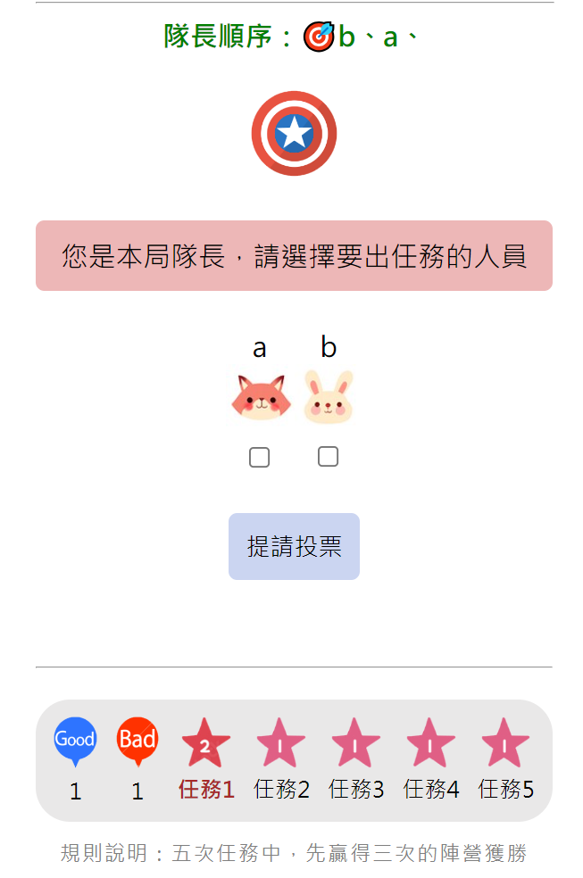 隊長順序：🎯b、a、
您是本局隊長，請選擇要出任務的人員
a b
提請投票
Good Bad 2 1 1 1 1
1 1 任務1 任務2 任務3 任務4 任務5
規則說明：五次任務中，先贏得三次的陣營獲勝